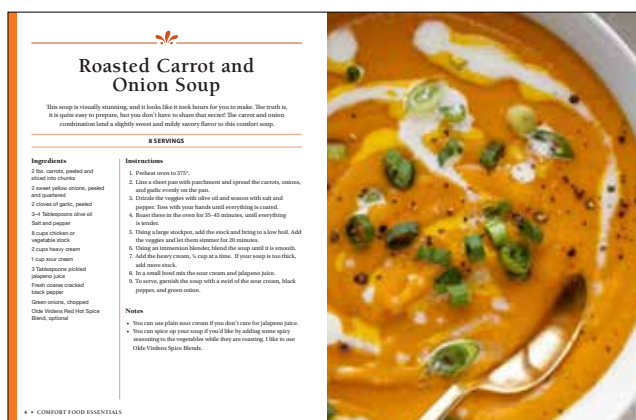 Roasted Carrot and
Onion Soup
This soup is visually stunning, and it looks like it took hours for you to make. The truth is,
it is quite easy to prepare, but you don't have to share that secret! The carrot and onion
combination lend a slightly sweet and mildly savory flavor to this comfort soup.
8 SERVINGS
Ingredients
2 lbs. carrots, peeled and
sliced into chunks
2 sweet yellow onions, peeled
and quartered
2 cloves of garlic, peeled
3–4 Tablespoons olive oil
Salt and pepper
8 cups chicken or
vegetable stock
2 cups heavy cream
1 cup sour cream
3 Tablespoons pickled
jalapeno juice
Fresh coarse cracked
black pepper
Green onions, chopped
Olde Virdens Red Hot Spice
Blend, optional
Instructions
1. Preheat oven to 375°.
2. Line a sheet pan with parchment and spread the carrots, onions,
and garlic evenly on the pan.
3. Drizzle the veggies with olive oil and season with salt and
pepper. Toss with your hands until everything is coated.
4. Roast these in the oven for 35–45 minutes, until everything
is tender.
5. Using a large stockpot, add the stock and bring to a low boil. Add
the veggies and let them simmer for 20 minutes.
6. Using an immersion blender, blend the soup until it is smooth.
7. Add the heavy cream, ¼ cup at a time. If your soup is too thick,
add more stock.
8. In a small bowl mix the sour cream and jalapeno juice.
9. To serve, garnish the soup with a swirl of the sour cream, black
pepper, and green onion.
Notes
• You can use plain sour cream if you don't care for jalapeno juice.
• You can spice up your soup if you'd like by adding some spicy
seasoning to the vegetables while they are roasting. I like to use
Olde Virdens Spice Blends.
4 • COMFORT FOOD ESSENTIALS